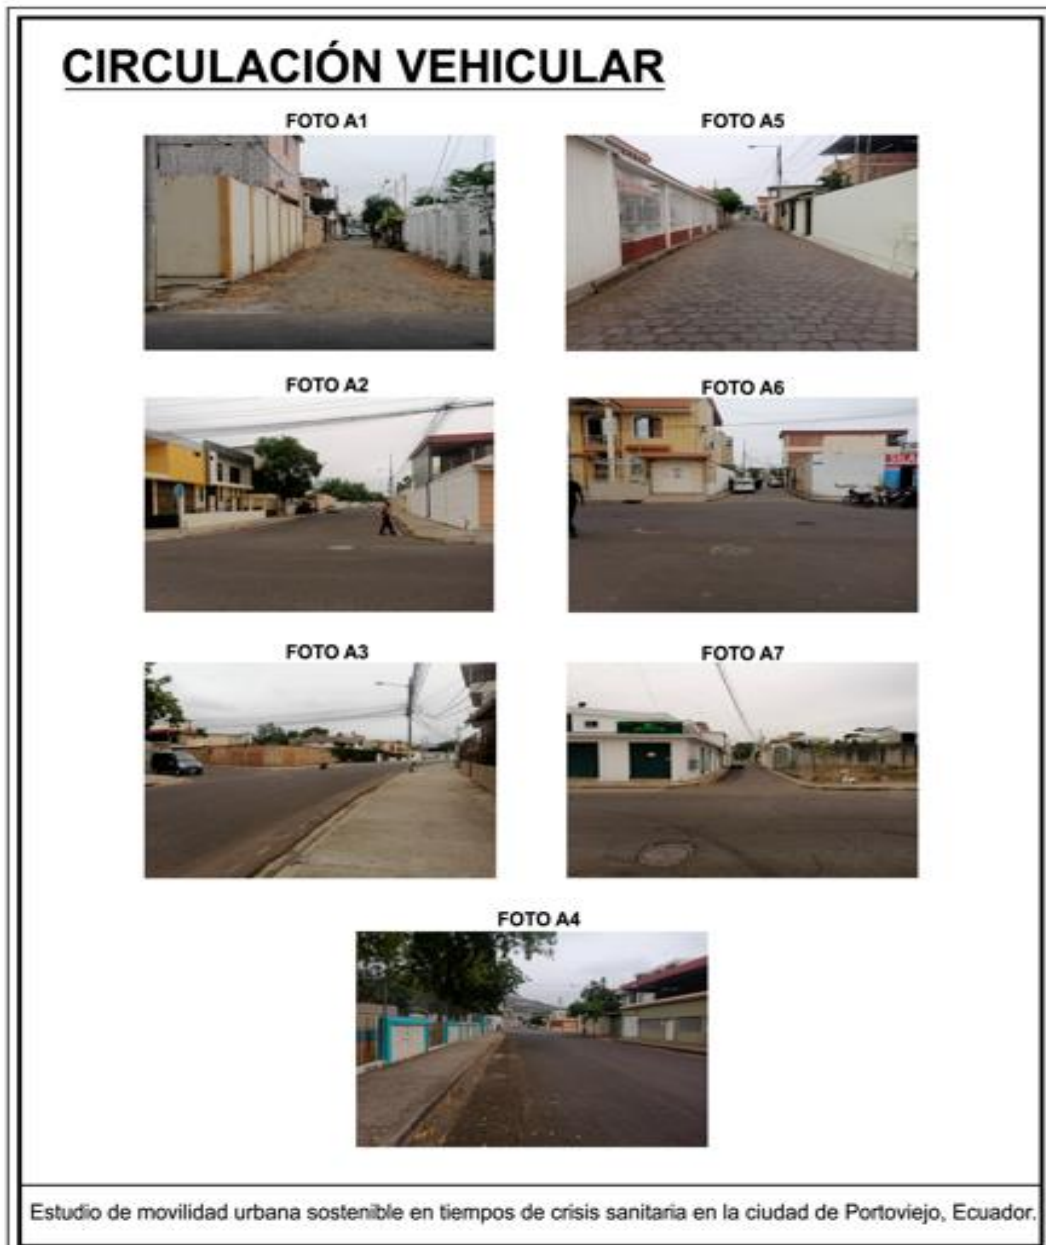 CIRCULACIÓN VEHICULAR
FOTO A1
FOTO A5
FOTO A2
FOTO A6
FOTO A3
FOTO A7
FOTO A4
Estudio de movilidad urbana sostenible en tiempos de crisis sanitaria en la ciudad de Portoviejo, Ecuador.